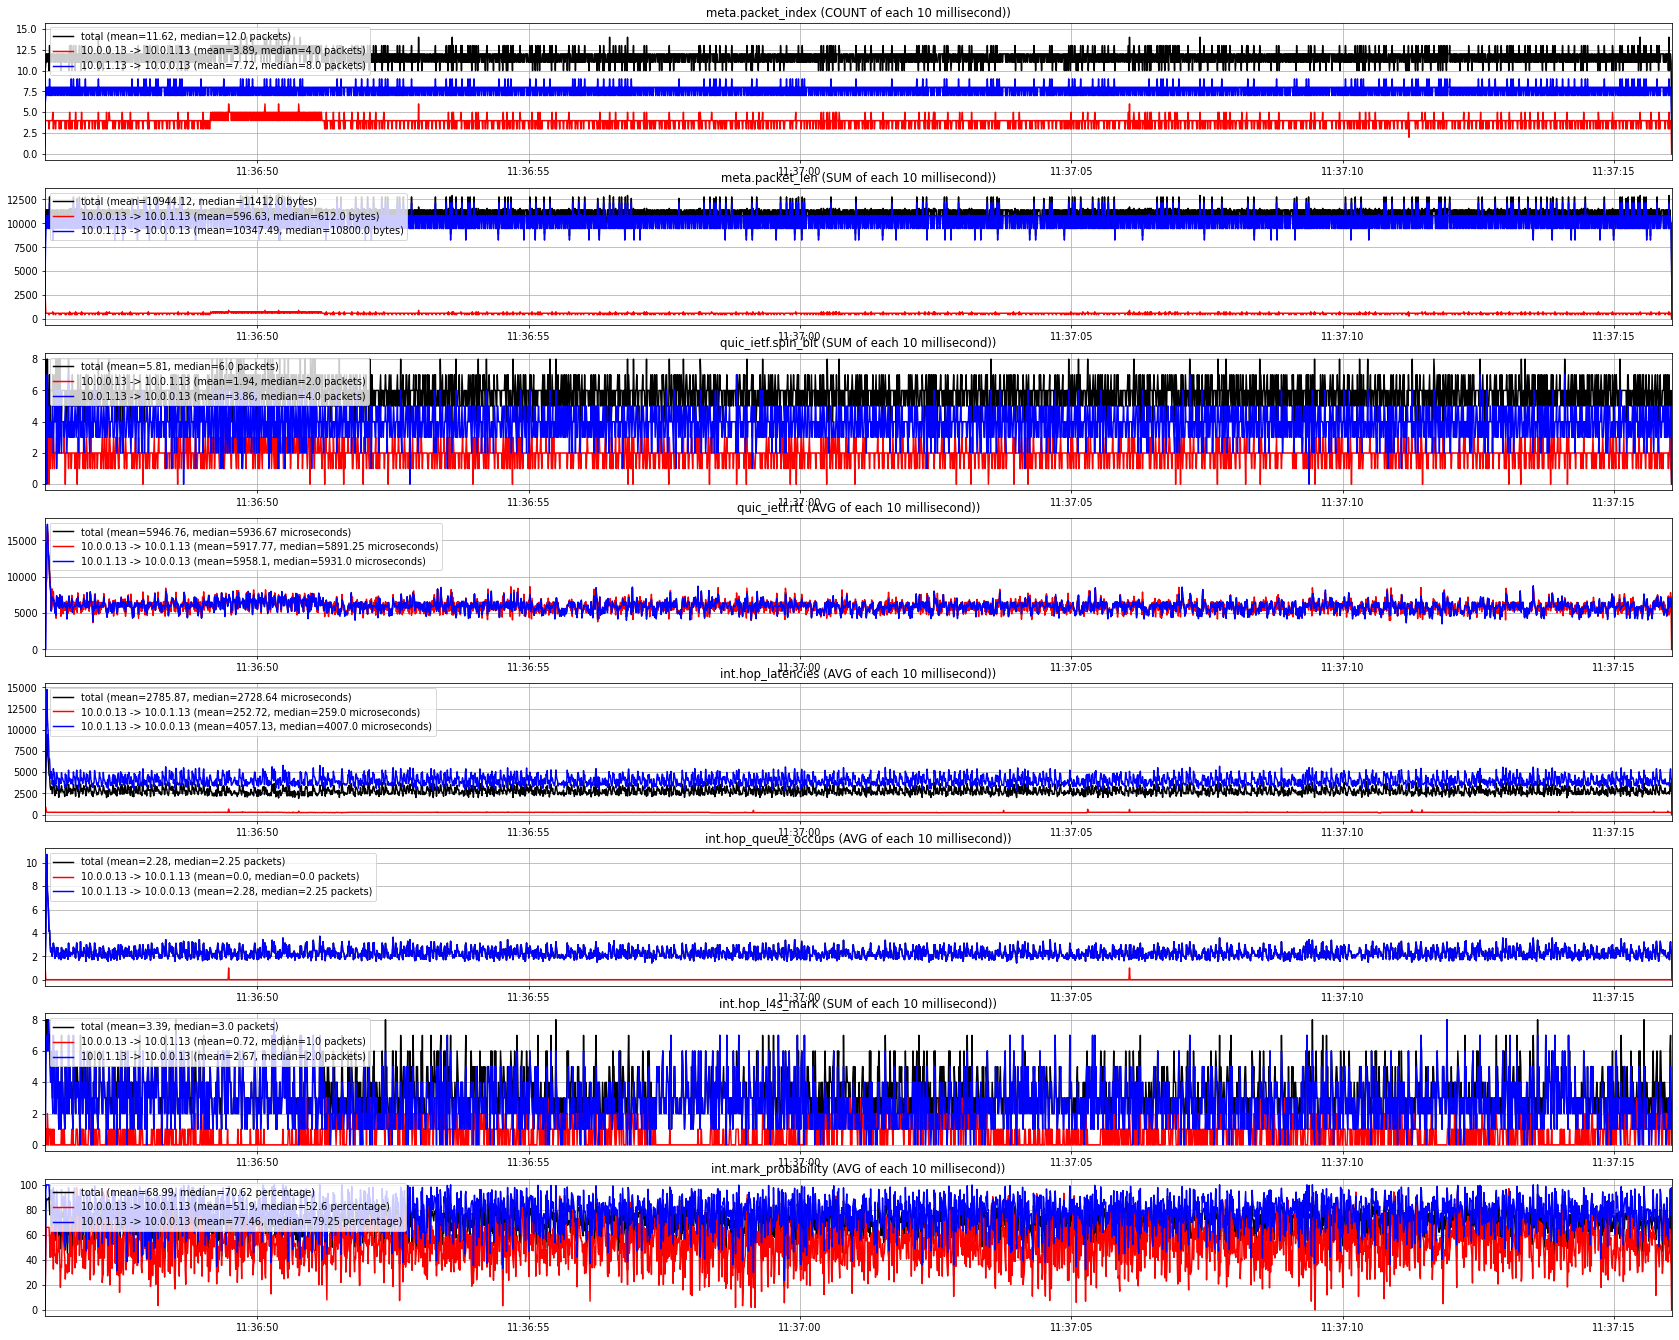 meta.packet_index (COUNT of each 10 millisecond))
15.0
12.5
10.0
7.5
5.0
2.5
0.0
total (mean=11.62, median=12.0 packets)
10.0.0.13 -> 10.0.1.13 (mean=3.89, median=4.0 packets)
10.0.1.13 -> 10.0.0.13 (mean=7.72, median=8.0 packets)
11:36:50 11:36:55 11:37:00 11:37:05 11:37:10 11:37:15
meta.packet_len (SUM of each 10 millisecond))
12500
10000
7500
5000
2500
0
total (mean=10944.12, median=11412.0 bytes)
10.0.0.13 -> 10.0.1.13 (mean=596.63, median=612.0 bytes)
10.0.1.13 -> 10.0.0.13 (mean=10347.49, median=10800.0 bytes)
11:36:50 11:36:55 11:37:00 11:37:05 11:37:10 11:37:15
quic_ietf.spin_bit (SUM of each 10 millisecond))
8
6
4
2
0
total (mean=5.81, median=6.0 packets)
10.0.0.13 -> 10.0.1.13 (mean=1.94, median=2.0 packets)
10.0.1.13 -> 10.0.0.13 (mean=3.86, median=4.0 packets)
11:36:50 11:36:55 11:37:00 11:37:05 11:37:10 11:37:15
quic_ietf.rtt (AVG of each 10 millisecond))
15000
10000
5000
0
total (mean=5946.76, median=5936.67 microseconds)
10.0.0.13 -> 10.0.1.13 (mean=5917.77, median=5891.25 microseconds)
10.0.1.13 -> 10.0.0.13 (mean=5958.1, median=5931.0 microseconds)
11:36:50 11:36:55 11:37:00 11:37:05 11:37:10 11:37:15
int.hop_latencies (AVG of each 10 millisecond))
15000
12500
10000
7500
5000
2500
0
total (mean=2785.87, median=2728.64 microseconds)
10.0.0.13 -> 10.0.1.13 (mean=252.72, median=259.0 microseconds)
10.0.1.13 -> 10.0.0.13 (mean=4057.13, median=4007.0 microseconds)
11:36:50 11:36:55 11:37:00 11:37:05 11:37:10 11:37:15
int.hop_queue_occups (AVG of each 10 millisecond))
10
8
6
4
2
0
total (mean=2.28, median=2.25 packets)
10.0.0.13 -> 10.0.1.13 (mean=0.0, median=0.0 packets)
10.0.1.13 -> 10.0.0.13 (mean=2.28, median=2.25 packets)
11:36:50 11:36:55 11:37:00 11:37:05 11:37:10 11:37:15
int.hop_l4s_mark (SUM of each 10 millisecond))
8
6
4
2
0
total (mean=3.39, median=3.0 packets)
10.0.0.13 -> 10.0.1.13 (mean=0.72, median=1.0 packets)
10.0.1.13 -> 10.0.0.13 (mean=2.67, median=2.0 packets)
11:36:50 11:36:55 11:37:00 11:37:05 11:37:10 11:37:15
int.mark_probability (AVG of each 10 millisecond))
100
80
60
40
20
0
total (mean=68.99, median=70.62 percentage)
10.0.0.13 -> 10.0.1.13 (mean=51.9, median=52.6 percentage)
10.0.1.13 -> 10.0.0.13 (mean=77.46, median=79.25 percentage)
11:36:50 11:36:55 11:37:00 11:37:05 11:37:10 11:37:15